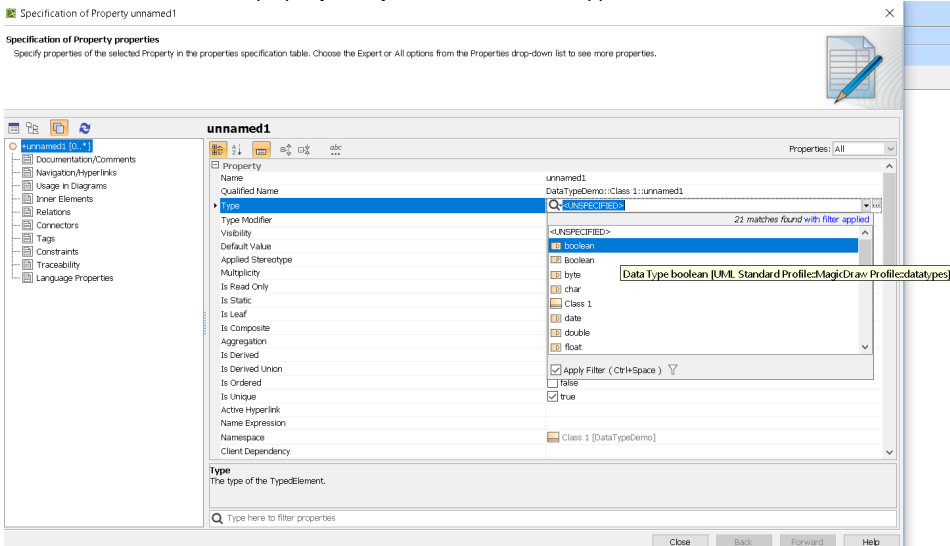 Specification of Property unnamed1
Specification of Property properties
Specify properties of the selected Property in the properties specification table. Choose the Expert or All options from the Properties drop-down list to see more properties.
unnamed1
+unnamed1 [0..*]
Documentation/Comments
Navigation/Hyperlinks
Usage in Diagrams
Inner Elements
Relations
Connectors
Tags
Constraints
Traceability
Language Properties
abc
Properties: All
Property
Name unnamed1
Qualified Name DataTypeDemo::Class 1::unnamed1
Type <UNSPECIFIED>
Type Modifier 21 matches found with filter applied
Visibility <UNSPECIFIED>
Default Value boolean
Applied Stereotype Boolean
Multiplicity byte
Data Type boolean [UML Standard Profile::MagicDraw Profile::datatypes]
Is Read Only char
Is Static Class 1
Is Leaf date
Is Composite double
Aggregation float
Is Derived
Is Derived Union Apply Filter (Ctrl+Space )
Is Ordered false
Is Unique true
Active Hyperlink
Name Expression
Namespace Class 1 [DataTypeDemo]
Client Dependency
Type
The type of the TypedElement.
Type here to filter properties
Close Back Forward Help